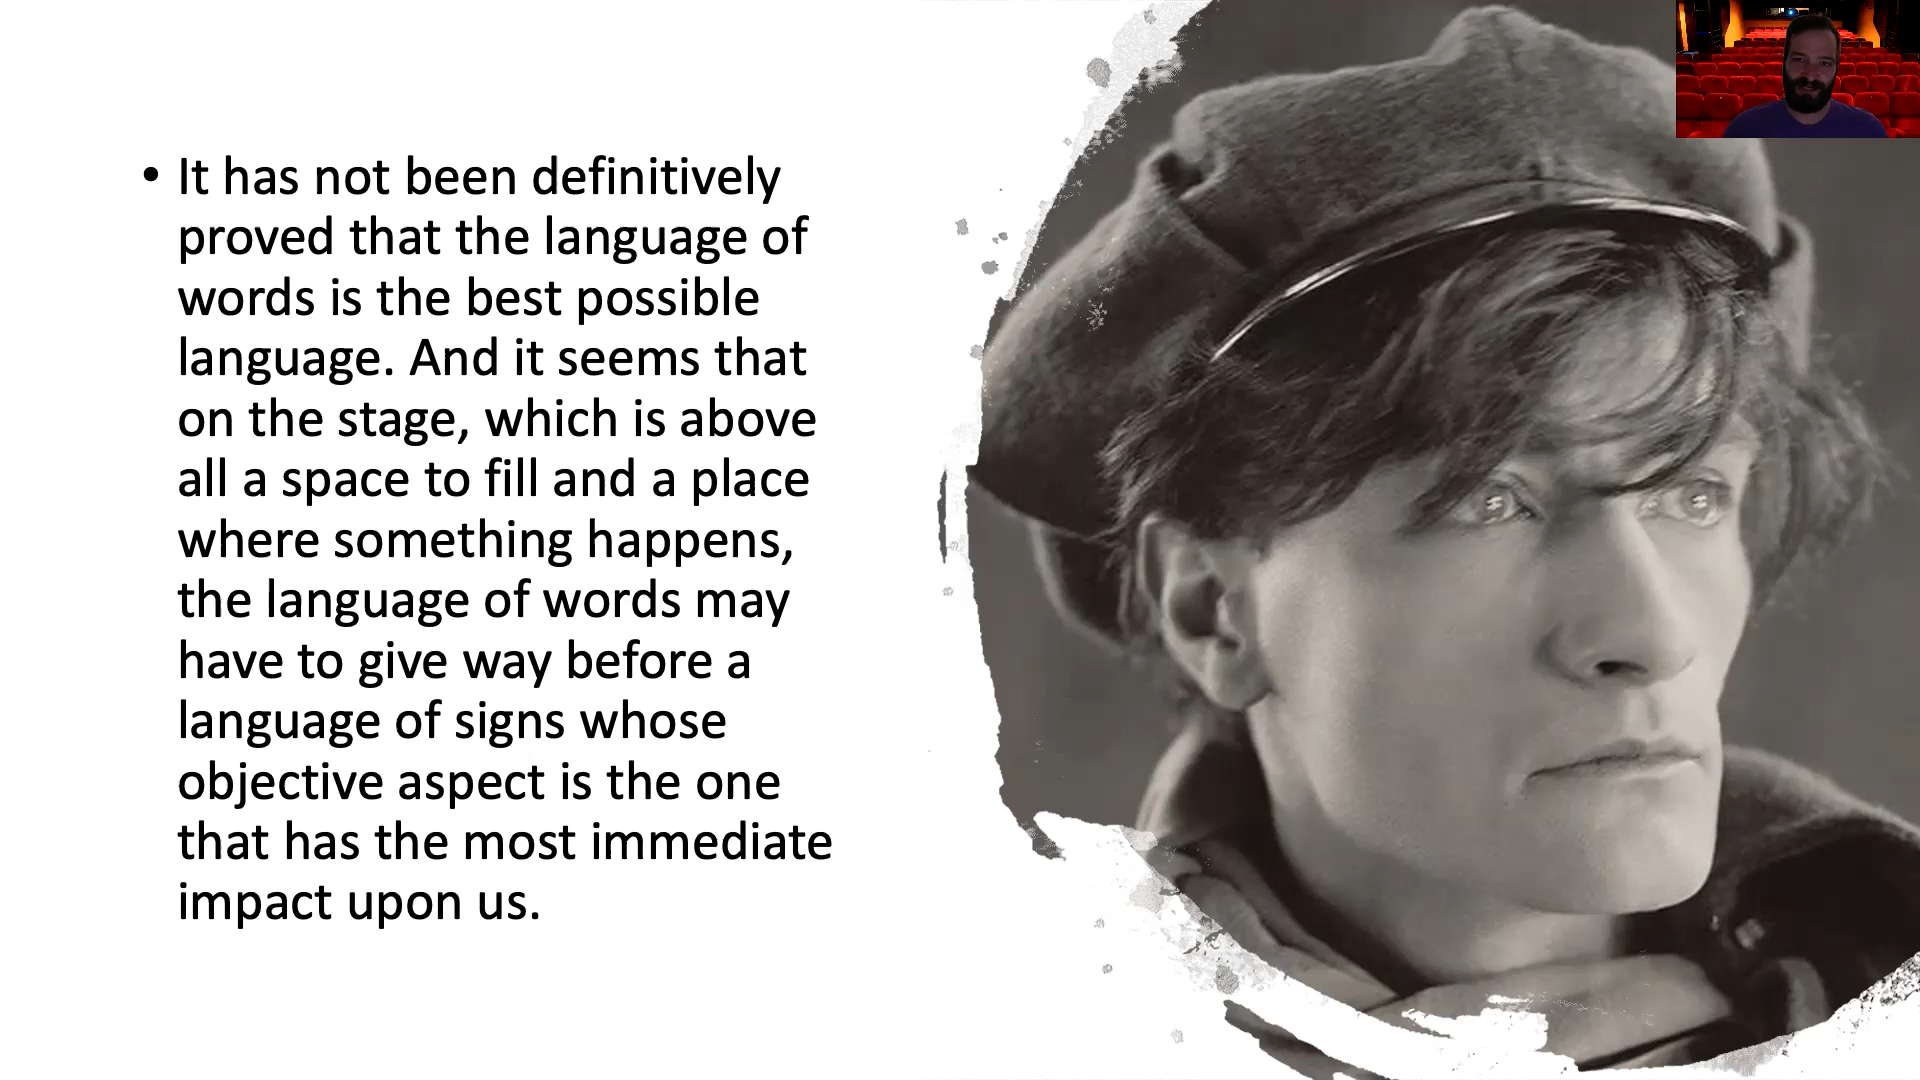 • It has not been definitively
proved that the language of
words is the best possible
language. And it seems that
on the stage, which is above
all a space to fill and a place
where something happens,
the language of words may
have to give way before a
language of signs whose
objective aspect is the one
that has the most immediate
impact upon us.